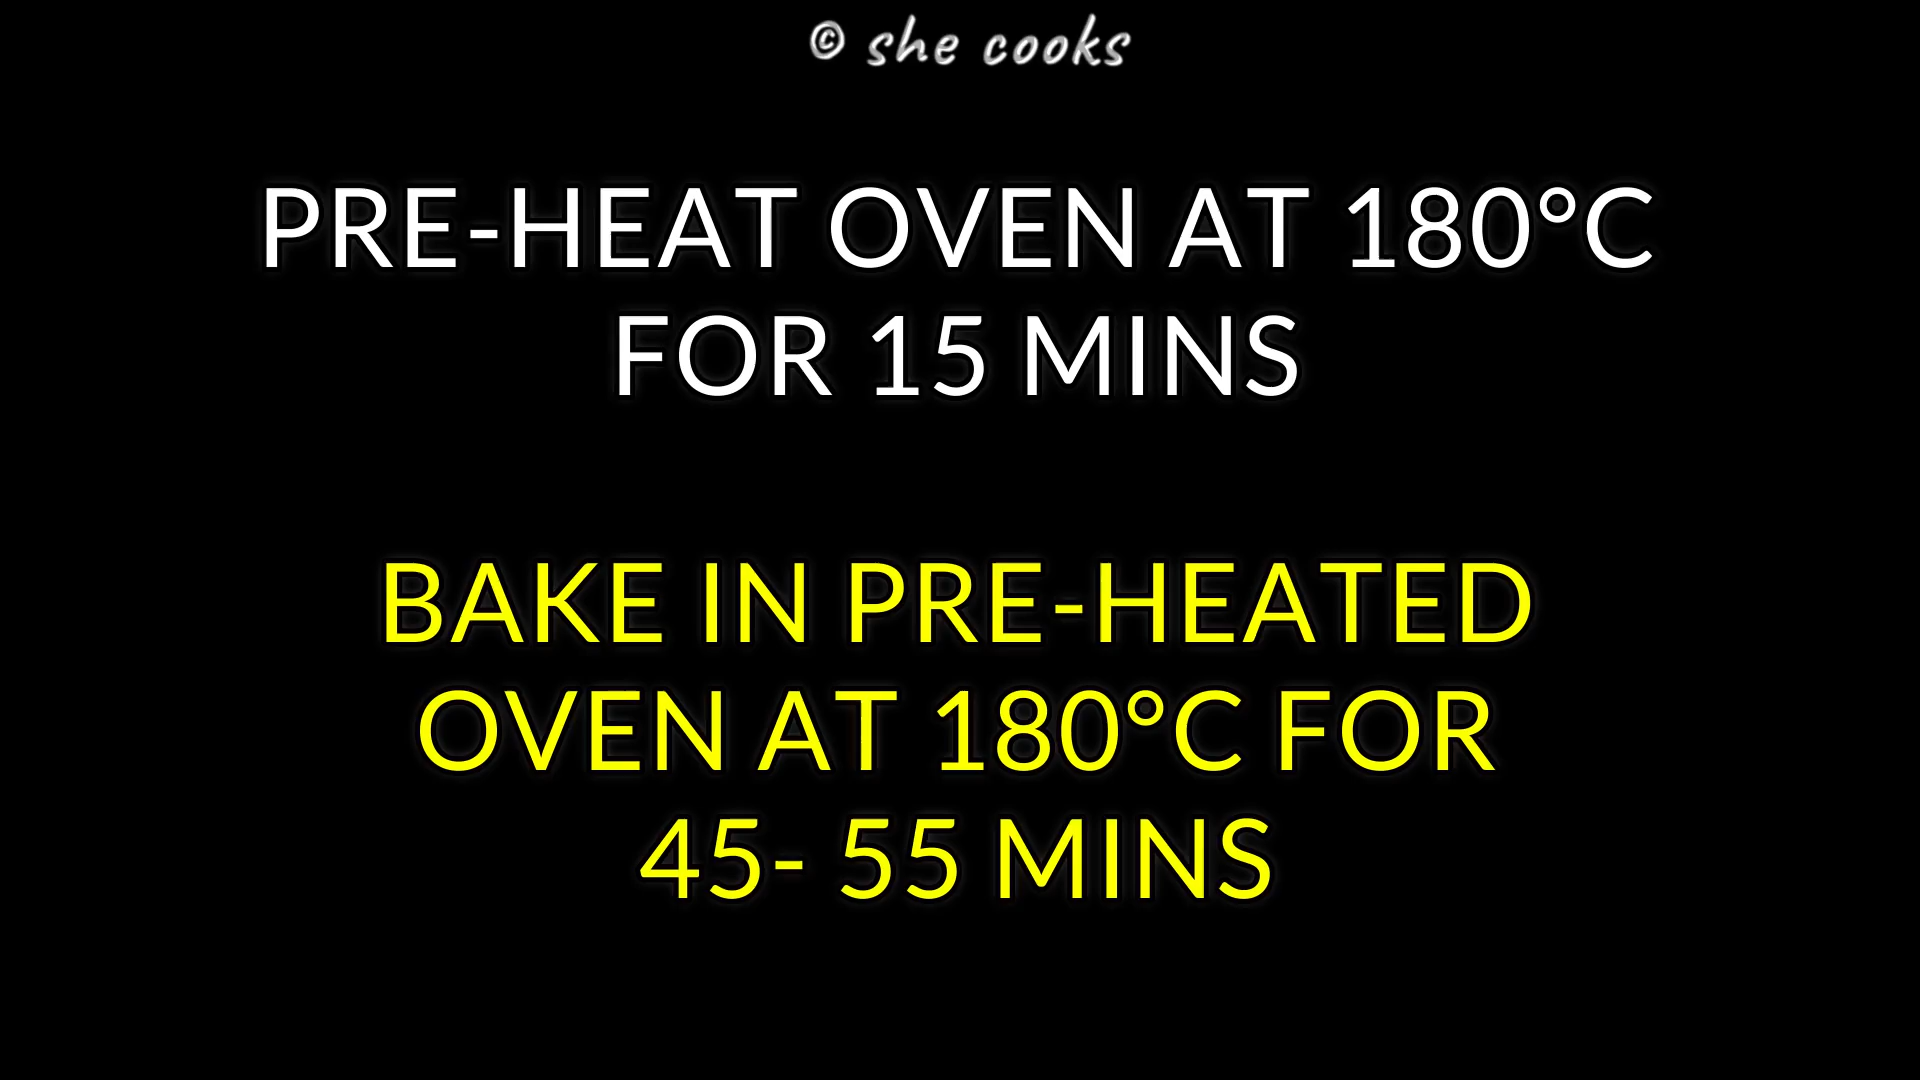 © she cooks
PRE-HEAT OVEN AT 180°C
FOR 15 MINS
BAKE IN PRE-HEATED
OVEN AT 180°C FOR
45- 55 MINS